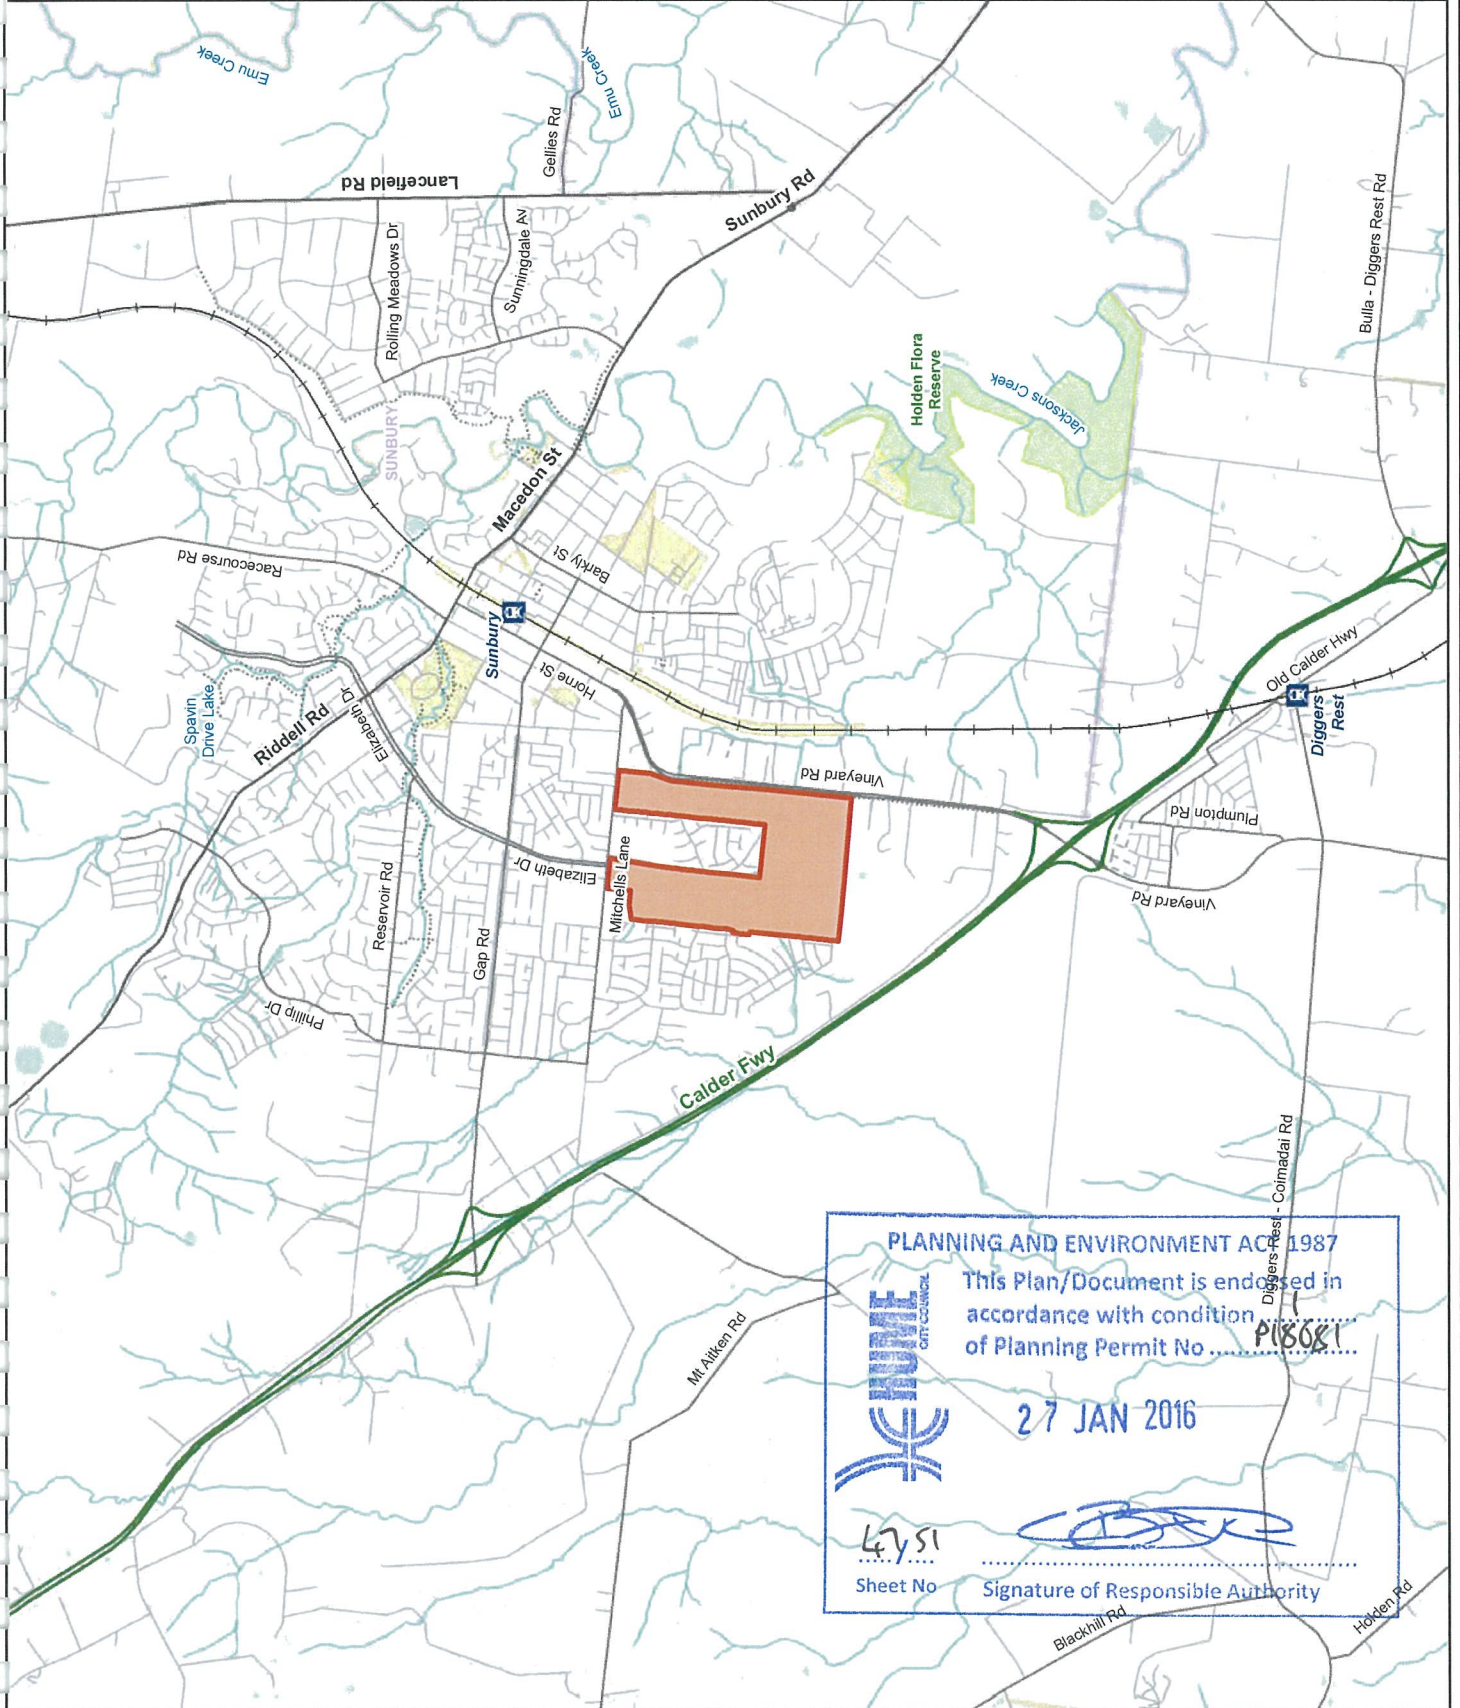 Emu Creek
Emu Creek
Gellies Rd
Lancefield Rd
Sunbury Rd
Rolling Meadows Dr
Sunningdale Av
Bulla - Diggers Rest Rd
Holden Flora
Reserve
Jacksons Creek
SUNBURY
Macedon St
Racecourse Rd
Barkly St
Sunbury
Horne St
Old Calder Hwy
Diggers
Rest
Spavin
Drive Lake
Riddell Rd
Elizabeth Dr
Vineyard Rd
Plumpton Rd
Elizabeth Dr
Mitchells Lane
Vineyard Rd
Reservoir Rd
Gap Rd
Phillip Dr
Calder Fwy
Diggers Rest - Coimadai Rd
Mt Aitken Rd
PLANNING AND ENVIRONMENT ACT 1987
HUME
CITY COUNCIL
This Plan/Document is endorsed in
accordance with condition 1
of Planning Permit No P18681
27 JAN 2016
Sheet No
Signature of Responsible Authority
Blackhill Rd
Holden Rd